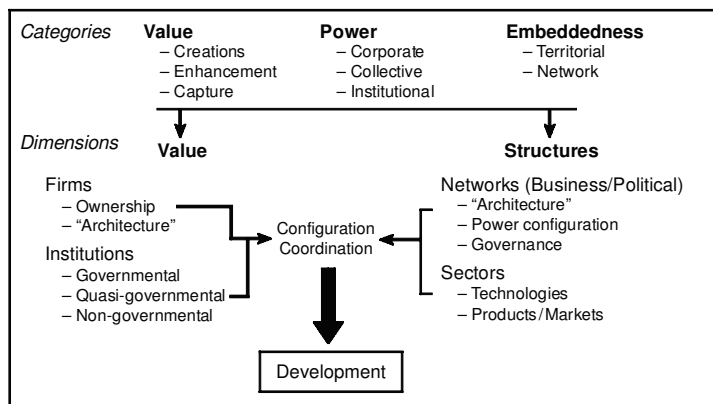 Categories
Value
– Creations
– Enhancement
– Capture
Power
– Corporate
– Collective
– Institutional
Embeddedness
– Territorial
– Network
Dimensions
Value
Structures
Firms
– Ownership
– “Architecture”
Institutions
– Governmental
– Quasi-governmental
– Non-governmental
Configuration
Coordination
Networks (Business/Political)
– “Architecture”
– Power configuration
– Governance
Sectors
– Technologies
– Products/Markets
Development